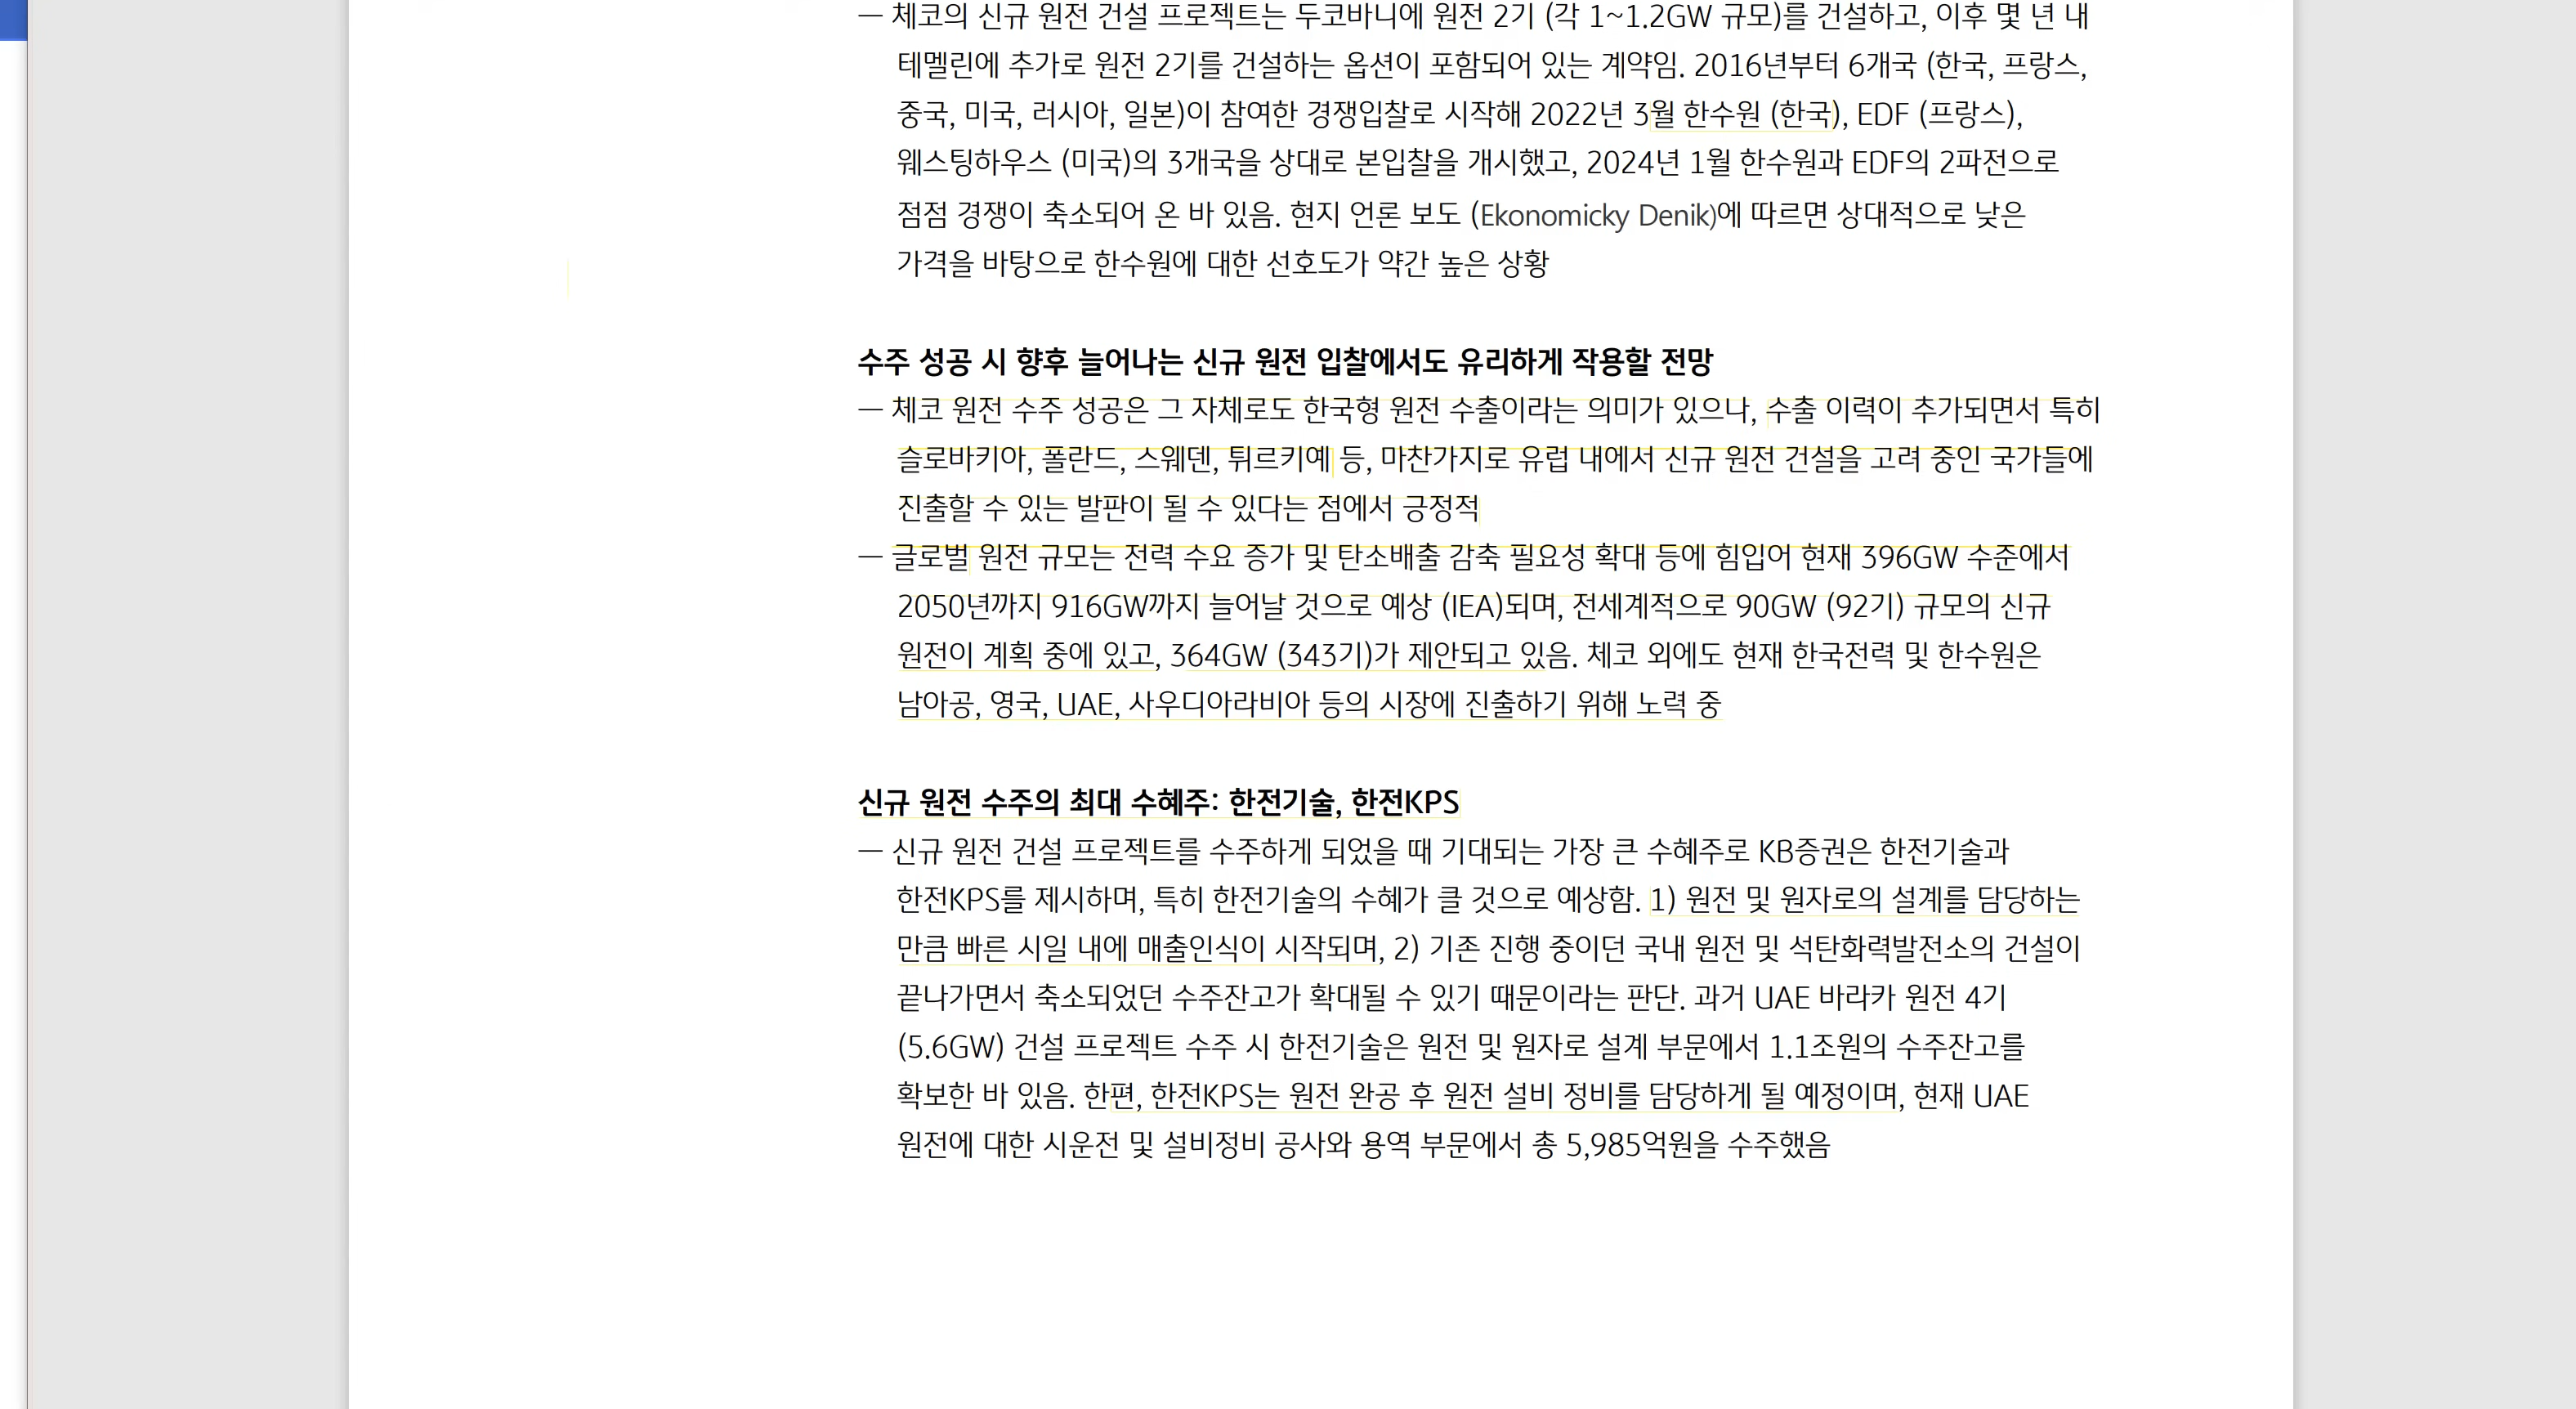 — 체코의 신규 원전 건설 프로젝트는 두코바니에 원전 2기 (각 1~1.2GW 규모)를 건설하고, 이후 몇 년 내
테멜린에 추가로 원전 2기를 건설하는 옵션이 포함되어 있는 계약임. 2016년부터 6개국 (한국, 프랑스,
중국, 미국, 러시아, 일본)이 참여한 경쟁입찰로 시작해 2022년 3월 한수원 (한국), EDF (프랑스),
웨스팅하우스 (미국)의 3개국을 상대로 본입찰을 개시했고, 2024년 1월 한수원과 EDF의 2파전으로
점점 경쟁이 축소되어 온 바 있음. 현지 언론 보도 (Ekonomicky Denik)에 따르면 상대적으로 낮은
가격을 바탕으로 한수원에 대한 선호도가 약간 높은 상황
수주 성공 시 향후 늘어나는 신규 원전 입찰에서도 유리하게 작용할 전망
— 체코 원전 수주 성공은 그 자체로도 한국형 원전 수출이라는 의미가 있으나, 수출 이력이 추가되면서 특히
슬로바키아, 폴란드, 스웨덴, 튀르키예 등, 마찬가지로 유럽 내에서 신규 원전 건설을 고려 중인 국가들에
진출할 수 있는 발판이 될 수 있다는 점에서 긍정적
— 글로벌 원전 규모는 전력 수요 증가 및 탄소배출 감축 필요성 확대 등에 힘입어 현재 396GW 수준에서
2050년까지 916GW까지 늘어날 것으로 예상 (IEA)되며, 전세계적으로 90GW (92기) 규모의 신규
원전이 계획 중에 있고, 364GW (343기)가 제안되고 있음. 체코 외에도 현재 한국전력 및 한수원은
남아공, 영국, UAE, 사우디아라비아 등의 시장에 진출하기 위해 노력 중
신규 원전 수주의 최대 수혜주: 한전기술, 한전KPS
— 신규 원전 건설 프로젝트를 수주하게 되었을 때 기대되는 가장 큰 수혜주로 KB증권은 한전기술과
한전KPS를 제시하며, 특히 한전기술의 수혜가 클 것으로 예상함. 1) 원전 및 원자로의 설계를 담당하는
만큼 빠른 시일 내에 매출인식이 시작되며, 2) 기존 진행 중이던 국내 원전 및 석탄화력발전소의 건설이
끝나가면서 축소되었던 수주잔고가 확대될 수 있기 때문이라는 판단. 과거 UAE 바라카 원전 4기
(5.6GW) 건설 프로젝트 수주 시 한전기술은 원전 및 원자로 설계 부문에서 1.1조원의 수주잔고를
확보한 바 있음. 한편, 한전KPS는 원전 완공 후 원전 설비 정비를 담당하게 될 예정이며, 현재 UAE
원전에 대한 시운전 및 설비정비 공사와 용역 부문에서 총 5,985억원을 수주했음